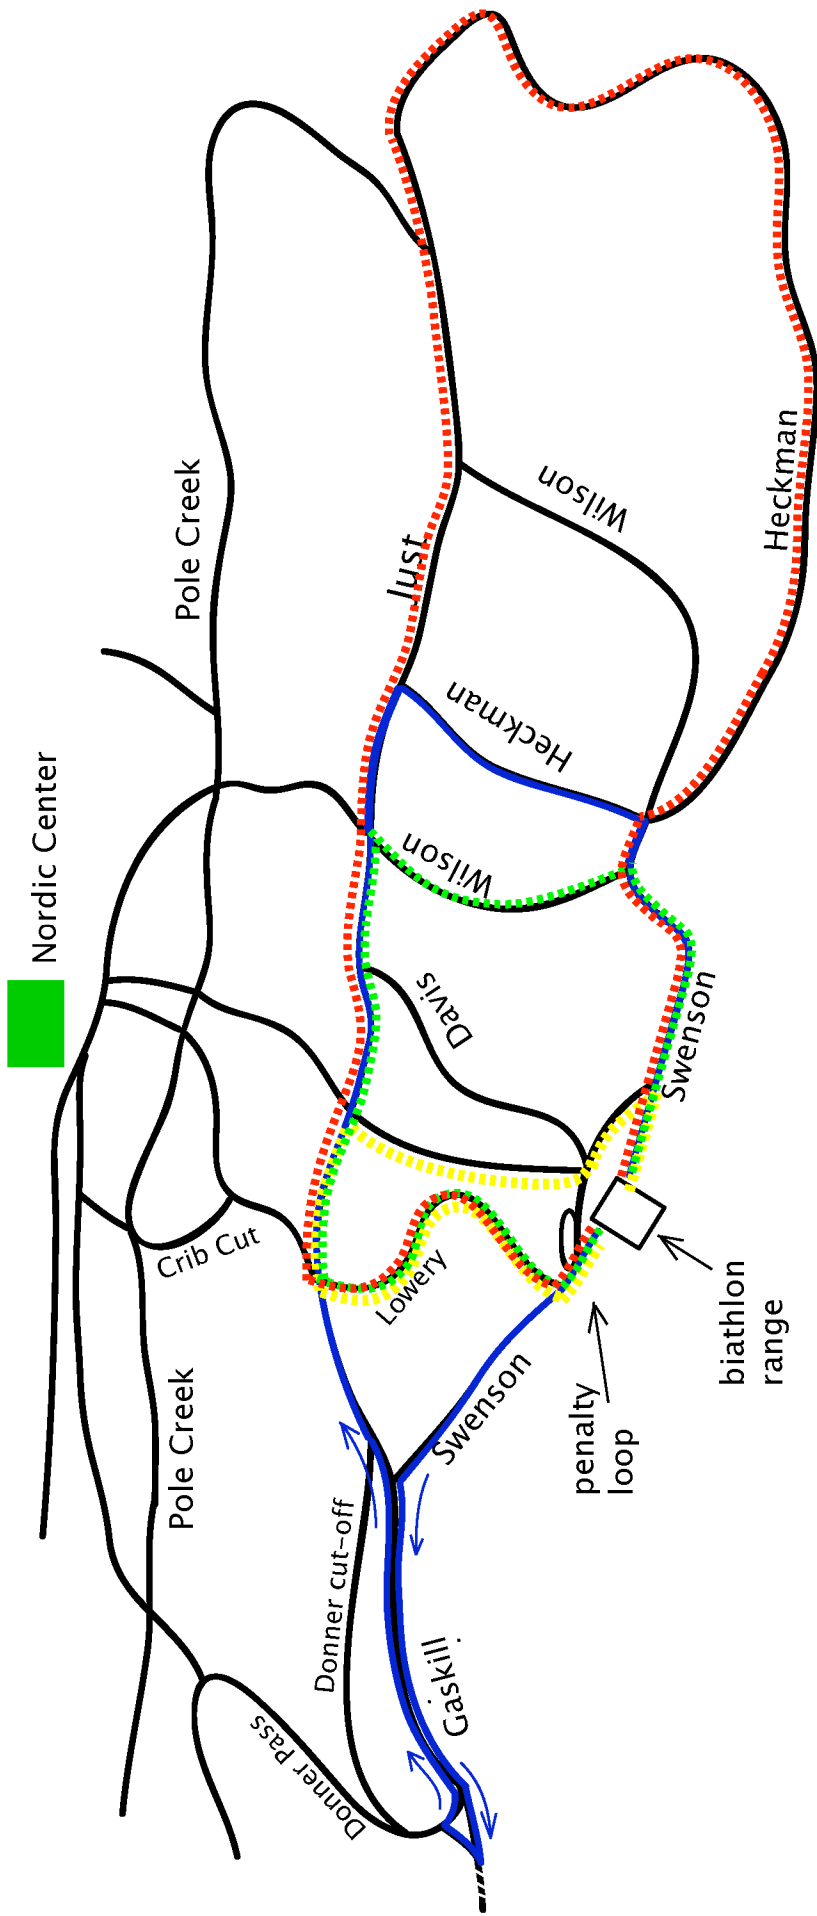 Nordic Center
Pole Creek
Just
Wilson
Heckman
Heckman
Wilson
Davis
Swenson
Crib Cut
Lowery
biathlon
range
penalty
loop
Swenson
Pole Creek
Donner cut-off
Gaskill
Donner Pass